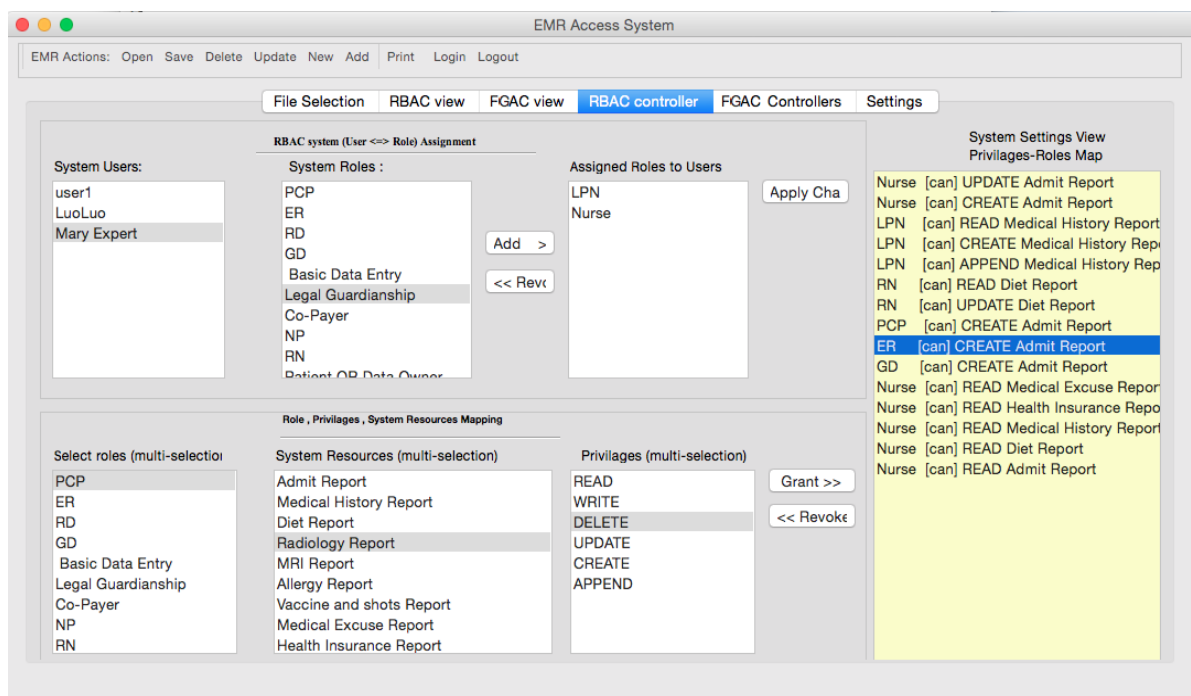 EMR Access System
EMR Actions: Open Save Delete Update New Add Print Login Logout
File Selection RBAC view FGAC view RBAC controller FGAC Controllers Settings
RBAC system (User <=> Role) Assignment
System Users:
user1
LuoLuo
Mary Expert
System Roles :
PCP
ER
RD
GD
Basic Data Entry
Legal Guardianship
Co-Payer
NP
RN
Patient OR Data Owner
Add >
<< Revo
Assigned Roles to Users
LPN
Nurse
Apply Cha
Role , Privilages , System Resources Mapping
Select roles (multi-selection
PCP
ER
RD
GD
Basic Data Entry
Legal Guardianship
Co-Payer
NP
RN
System Resources (multi-selection)
Admit Report
Medical History Report
Diet Report
Radiology Report
MRI Report
Allergy Report
Vaccine and shots Report
Medical Excuse Report
Health Insurance Report
Privilages (multi-selection)
READ
WRITE
DELETE
UPDATE
CREATE
APPEND
Grant >>
<< Revoke
System Settings View
Privilages-Roles Map
Nurse [can] UPDATE Admit Report
Nurse [can] CREATE Admit Report
LPN [can] READ Medical History Report
LPN [can] CREATE Medical History Repo
LPN [can] APPEND Medical History Rep
RN [can] READ Diet Report
RN [can] UPDATE Diet Report
PCP [can] CREATE Admit Report
ER [can] CREATE Admit Report
GD [can] CREATE Admit Report
Nurse [can] READ Medical Excuse Repor
Nurse [can] READ Health Insurance Repo
Nurse [can] READ Medical History Report
Nurse [can] READ Diet Report
Nurse [can] READ Admit Report